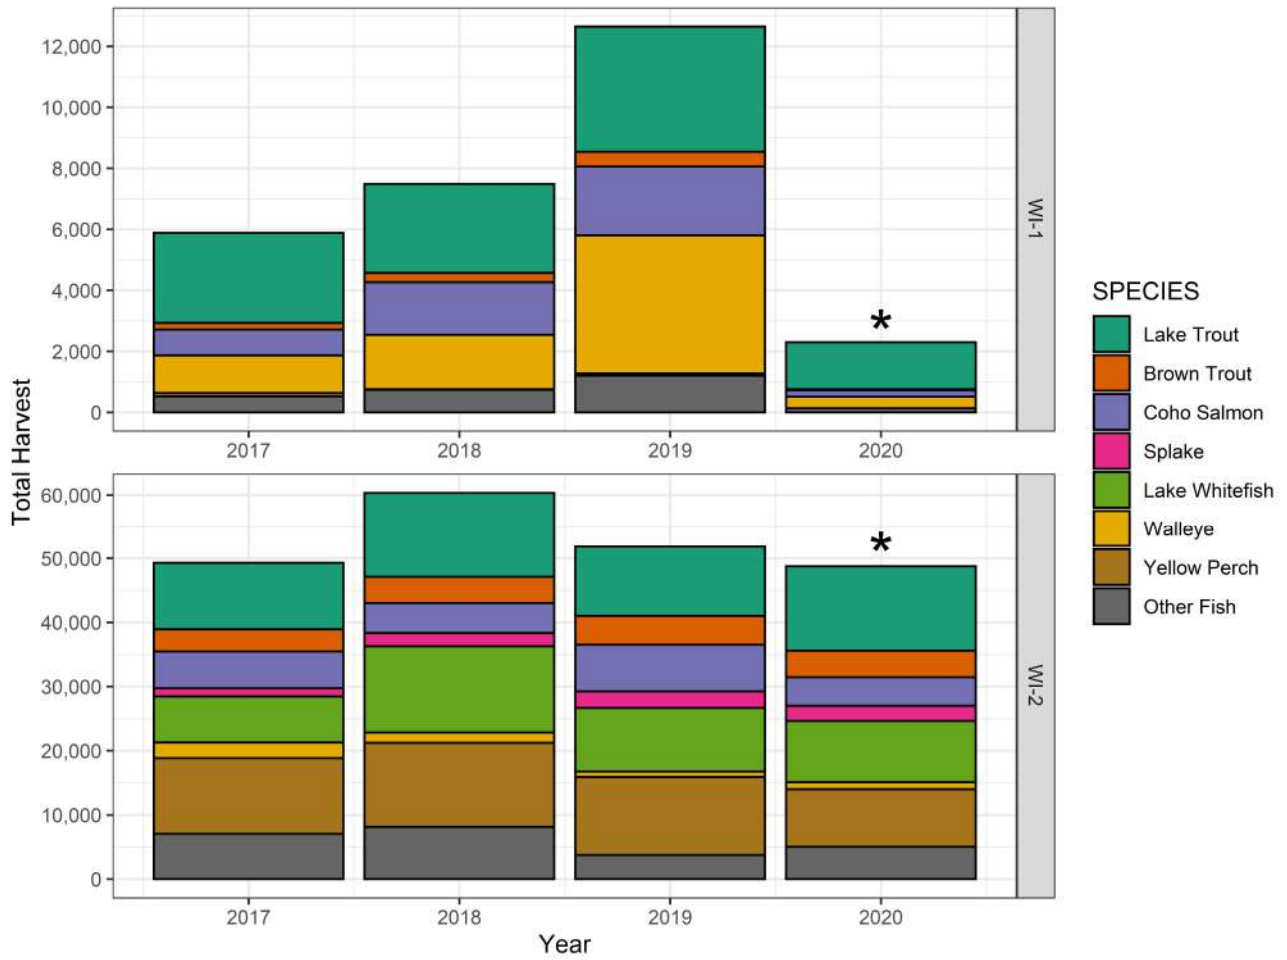 12,000
10,000
8,000
6,000
4,000
2,000
0
*
2017 2018 2019 2020
WI-1
Total Harvest
60,000
50,000
40,000
30,000
20,000
10,000
0
*
2017 2018 2019 2020
WI-2
Year
SPECIES
Lake Trout
Brown Trout
Coho Salmon
Splake
Lake Whitefish
Walleye
Yellow Perch
Other Fish